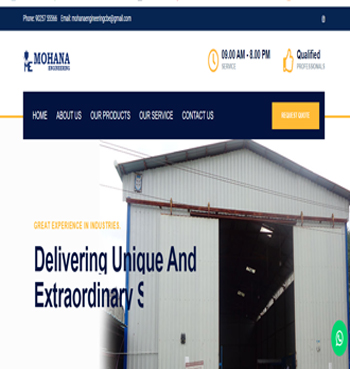 Phone: 90257 55566 Email: mohanaengineeringcbe@gmail.com
MOHANA
ENGINEERING
09.00 AM - 8.00 PM
SERVICE
Qualified
PROFESSIONALS
HOME ABOUT US OUR PRODUCTS OUR SERVICE CONTACT US
REQUEST A QUOTE
GREAT EXPERIENCE IN INDUSTRIES.
Delivering Unique And
Extraordinary S